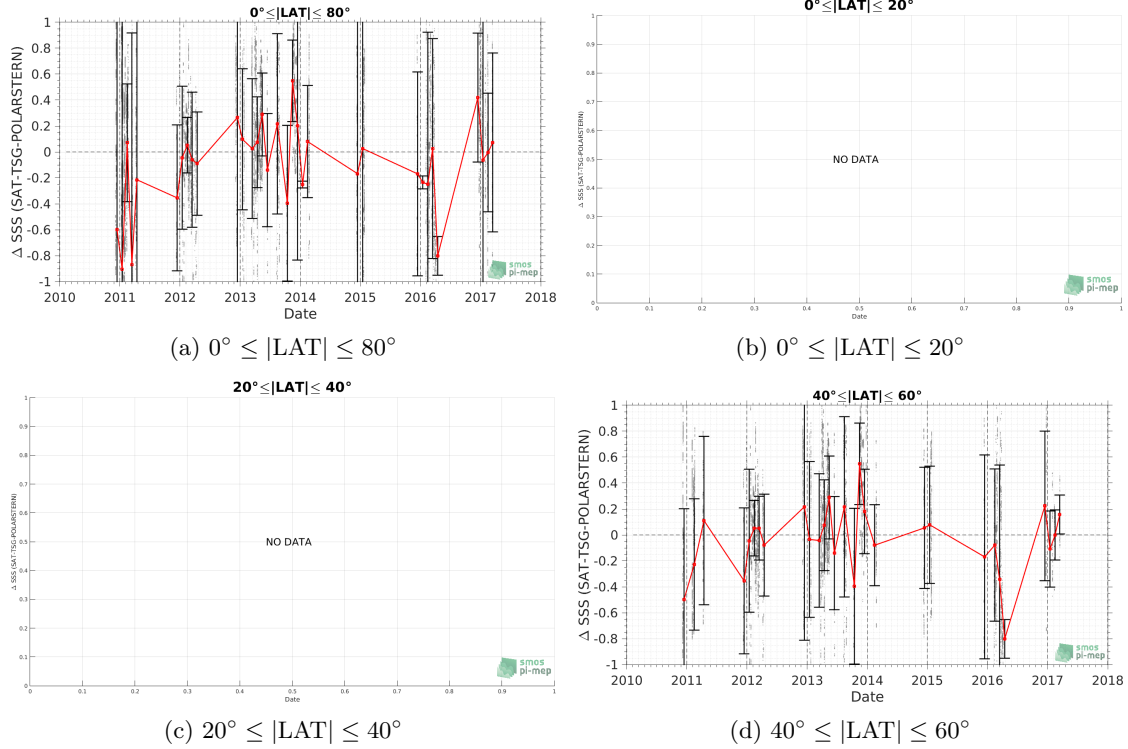 0°≤|LAT|≤ 80°
Δ SSS (SAT-TSG-POLARSTERN)
1
0.8
0.6
0.4
0.2
0
-0.2
-0.4
-0.6
-0.8
-1
2010 2011 2012 2013 2014 2015 2016 2017 2018
Date
smos
pi-mep
(a) 0° ≤ |LAT| ≤ 80°
0°≤|LAT|≤ 20°
Δ SSS (SAT-TSG-POLARSTERN)
1
0.9
0.8
0.7
0.6
0.5
0.4
0.3
0.2
0.1
0
NO DATA
0 0.1 0.2 0.3 0.4 0.5 0.6 0.7 0.8 0.9 1
Date
smos
pi-mep
(b) 0° ≤ |LAT| ≤ 20°
20°≤|LAT|≤ 40°
Δ SSS (SAT-TSG-POLARSTERN)
1
0.9
0.8
0.7
0.6
0.5
0.4
0.3
0.2
0.1
0
NO DATA
0 0.1 0.2 0.3 0.4 0.5 0.6 0.7 0.8 0.9 1
Date
smos
pi-mep
(c) 20° ≤ |LAT| ≤ 40°
40°≤|LAT|≤ 60°
Δ SSS (SAT-TSG-POLARSTERN)
1
0.8
0.6
0.4
0.2
0
-0.2
-0.4
-0.6
-0.8
-1
2010 2011 2012 2013 2014 2015 2016 2017 2018
Date
smos
pi-mep
(d) 40° ≤ |LAT| ≤ 60°